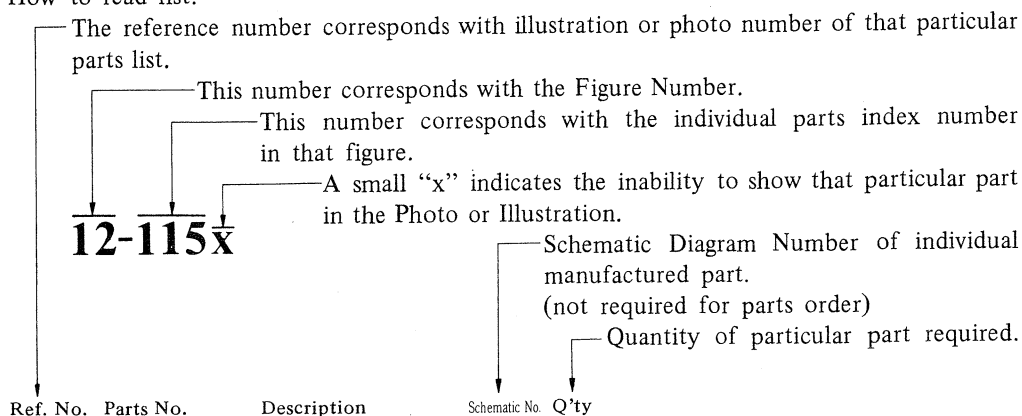 How to read list:
The reference number corresponds with illustration or photo number of that particular
parts list.
This number corresponds with the Figure Number.
This number corresponds with the individual parts index number
in that figure.
A small “x” indicates the inability to show that particular part
in the Photo or Illustration.
12-115x
Schematic Diagram Number of individual
manufactured part.
(not required for parts order)
Quantity of particular part required.
Ref. No. Parts No. Description Schematic No. Q'ty